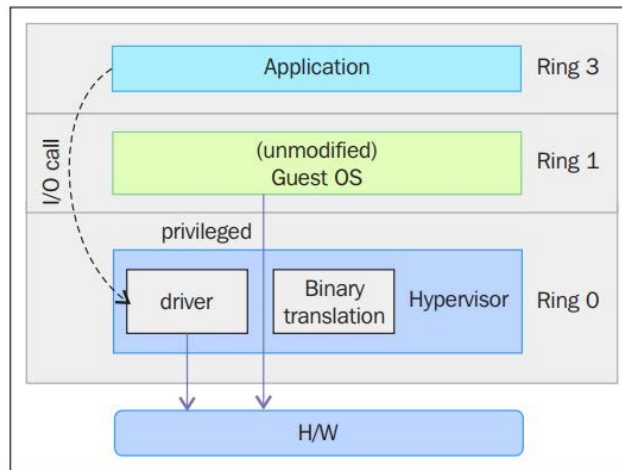 Application
Ring 3
I/O call
(unmodified)
Guest OS
Ring 1
privileged
driver
Binary
translation
Hypervisor
Ring 0
H/W